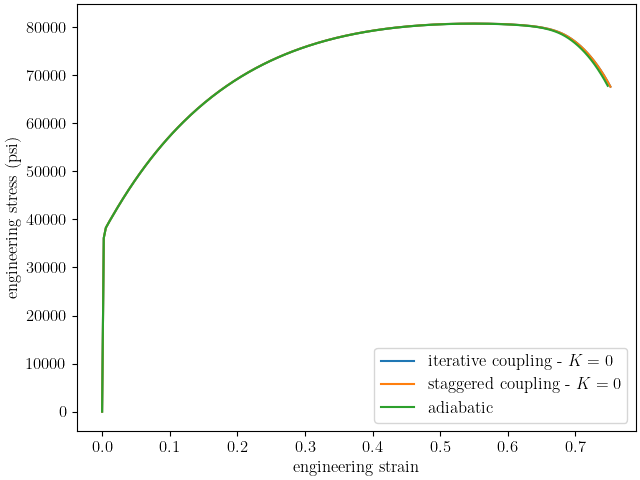 80000
70000
60000
50000
40000
30000
20000
10000
0
engineering stress (psi)
iterative coupling - K = 0
staggered coupling - K = 0
adiabatic
0.0 0.1 0.2 0.3 0.4 0.5 0.6 0.7
engineering strain